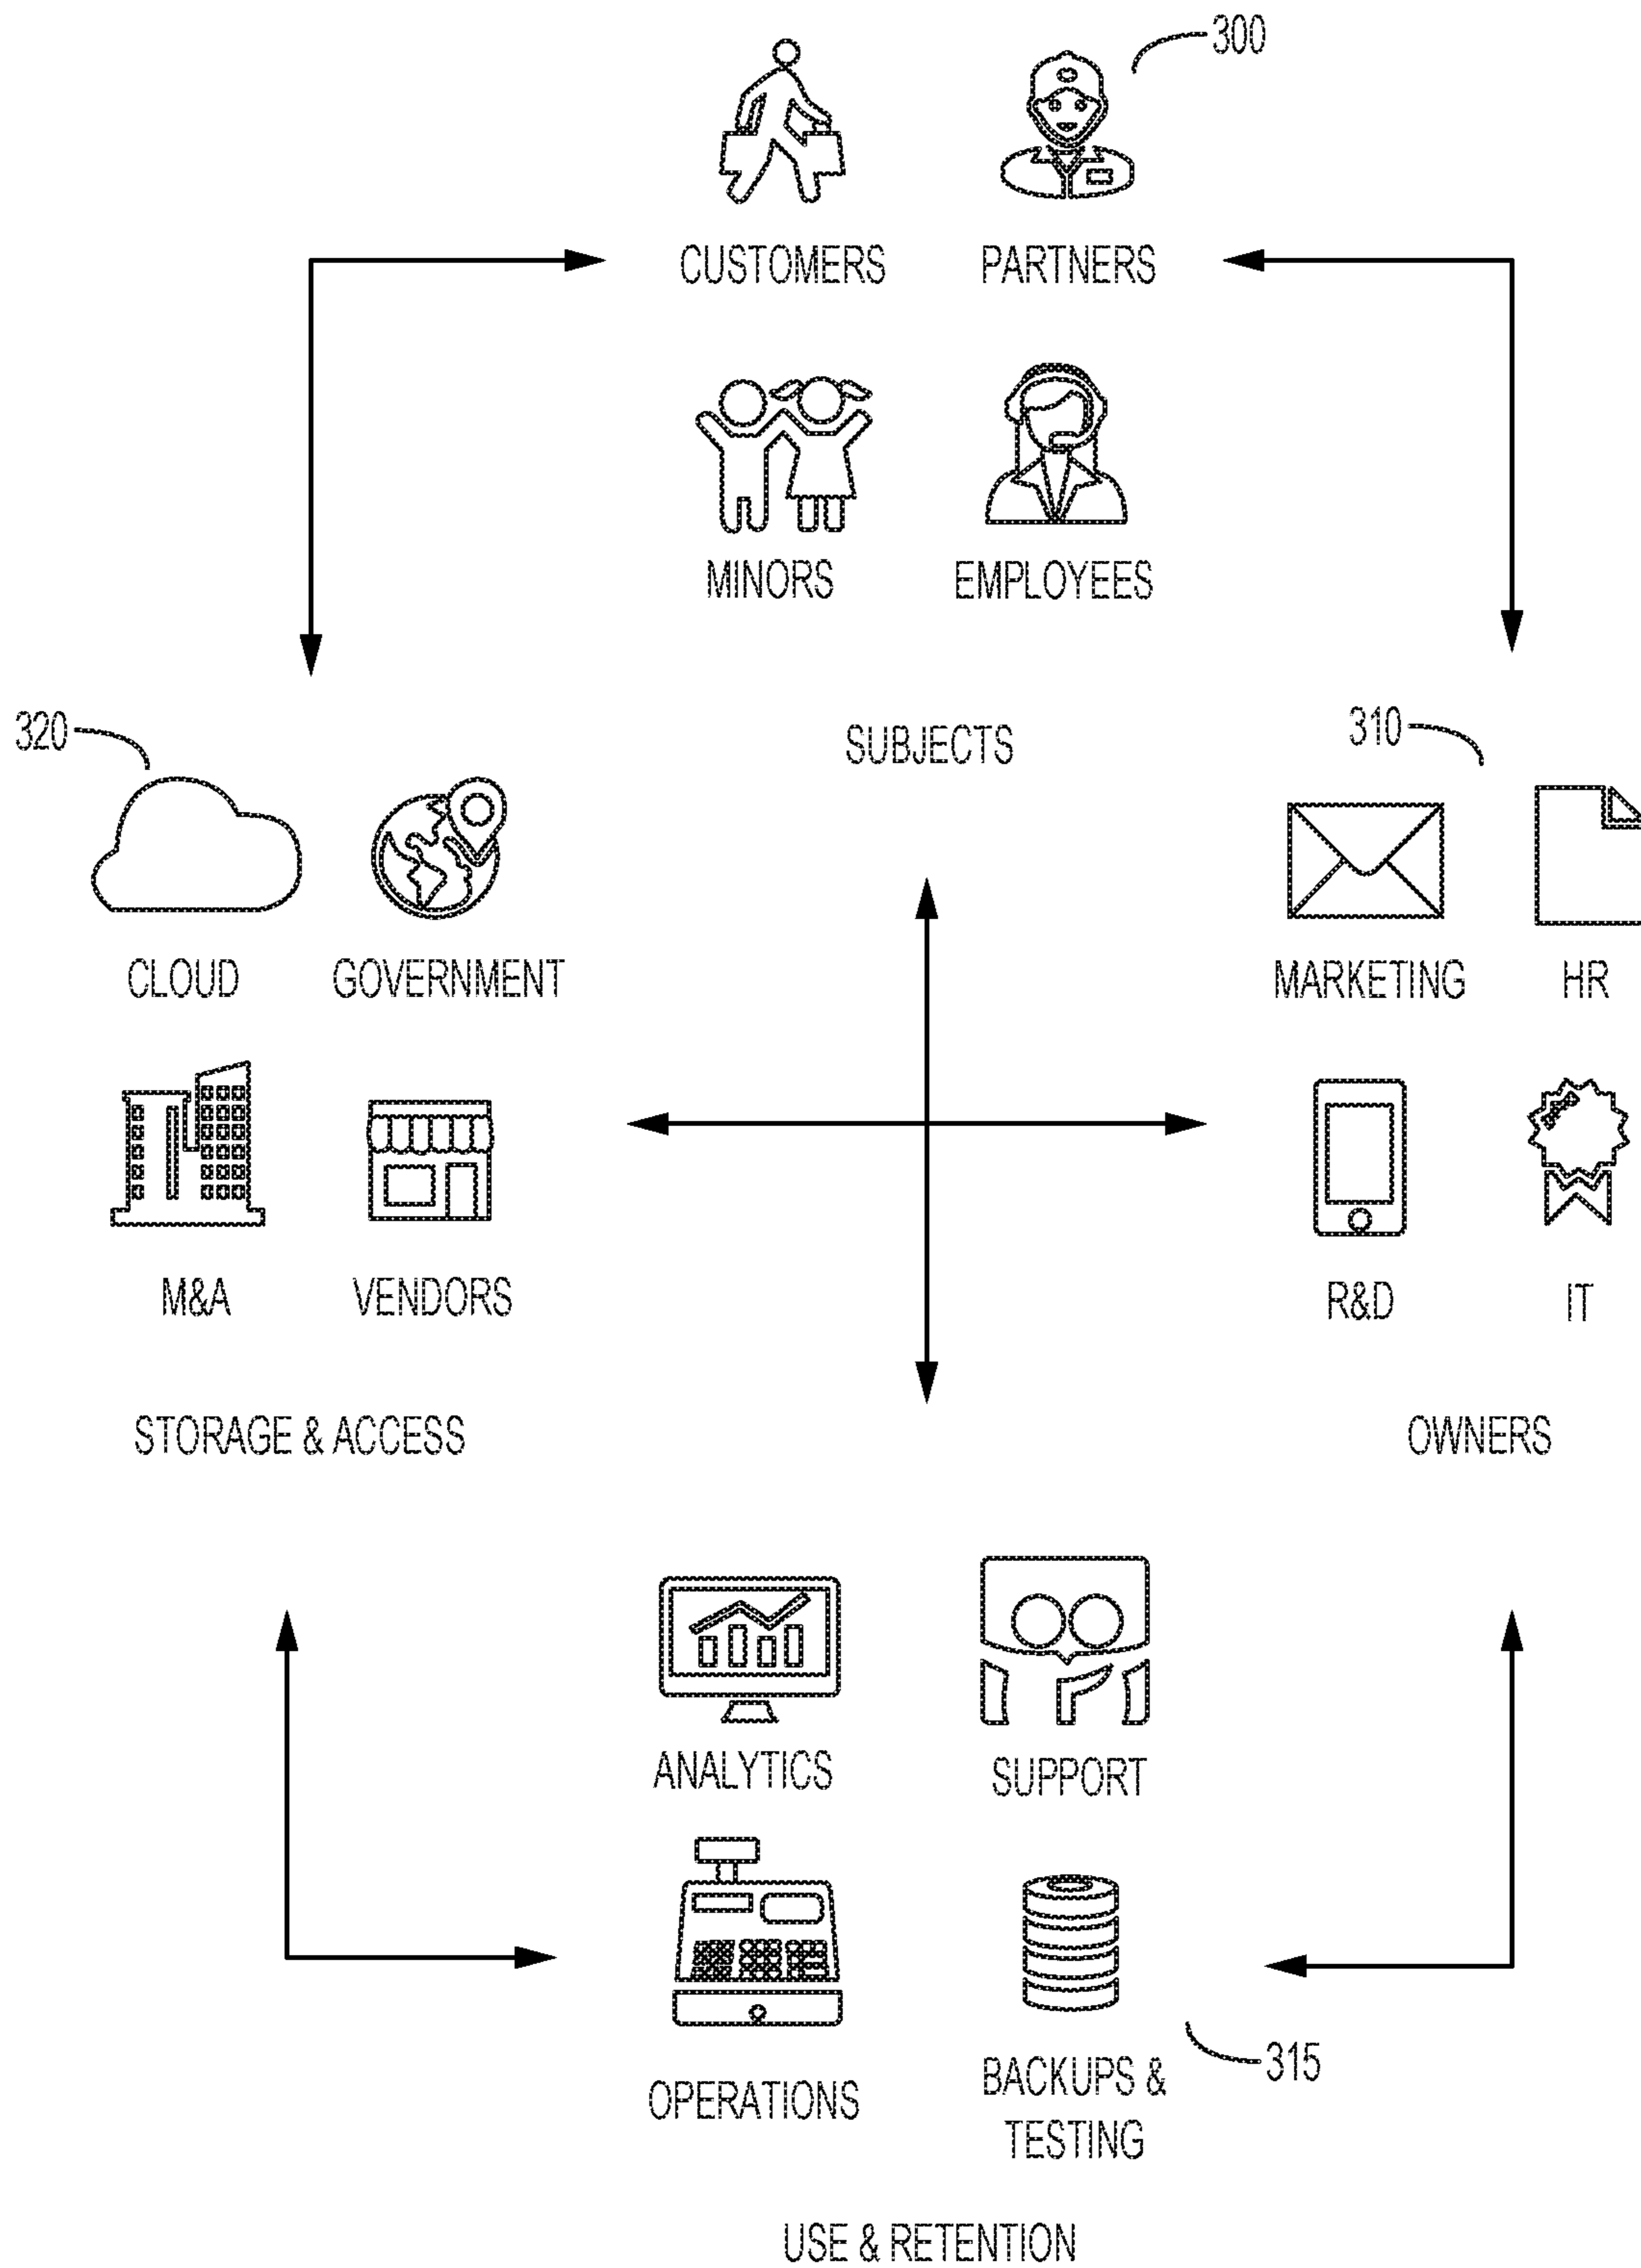 300
CUSTOMERS
PARTNERS
MINORS
EMPLOYEES
SUBJECTS
320
310
CLOUD
GOVERNMENT
MARKETING
HR
M&A
VENDORS
R&D
IT
STORAGE & ACCESS
OWNERS
ANALYTICS
SUPPORT
OPERATIONS
BACKUPS &
TESTING
315
USE & RETENTION